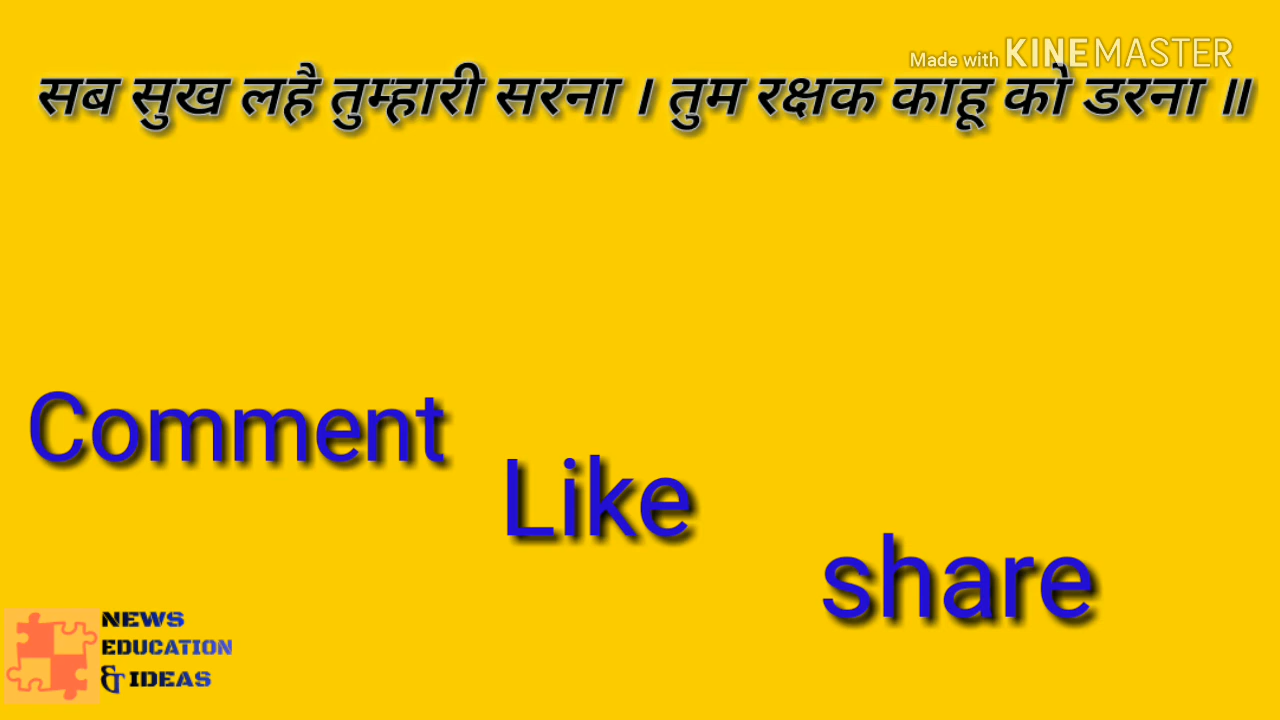 Made with KINEMASTER
सब सुख लहै तुम्हारी सरना । तुम रक्षक काहू को डरना ॥
Comment
Like
share
NEWS
EDUCATION
& IDEAS